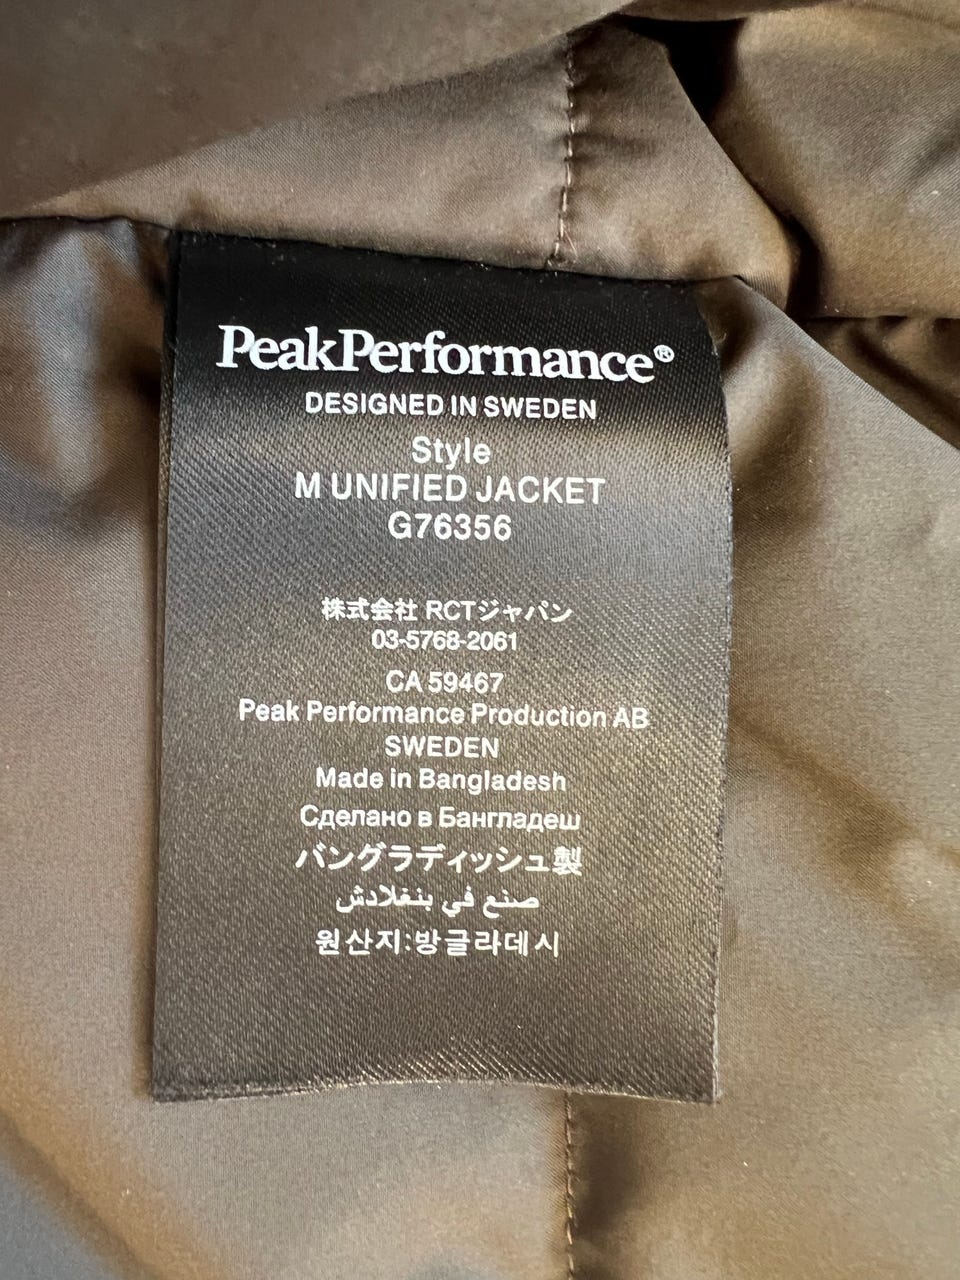 PeakPerformance®
DESIGNED IN SWEDEN
Style
M UNIFIED JACKET
G76356
株式会社 RCTジャパン
03-5768-2061
CA 59467
Peak Performance Production AB
SWEDEN
Made in Bangladesh
Сделано в Бангладеш
バングラディッシュ製
صنع في بنغلادش
원산지:방글라데시